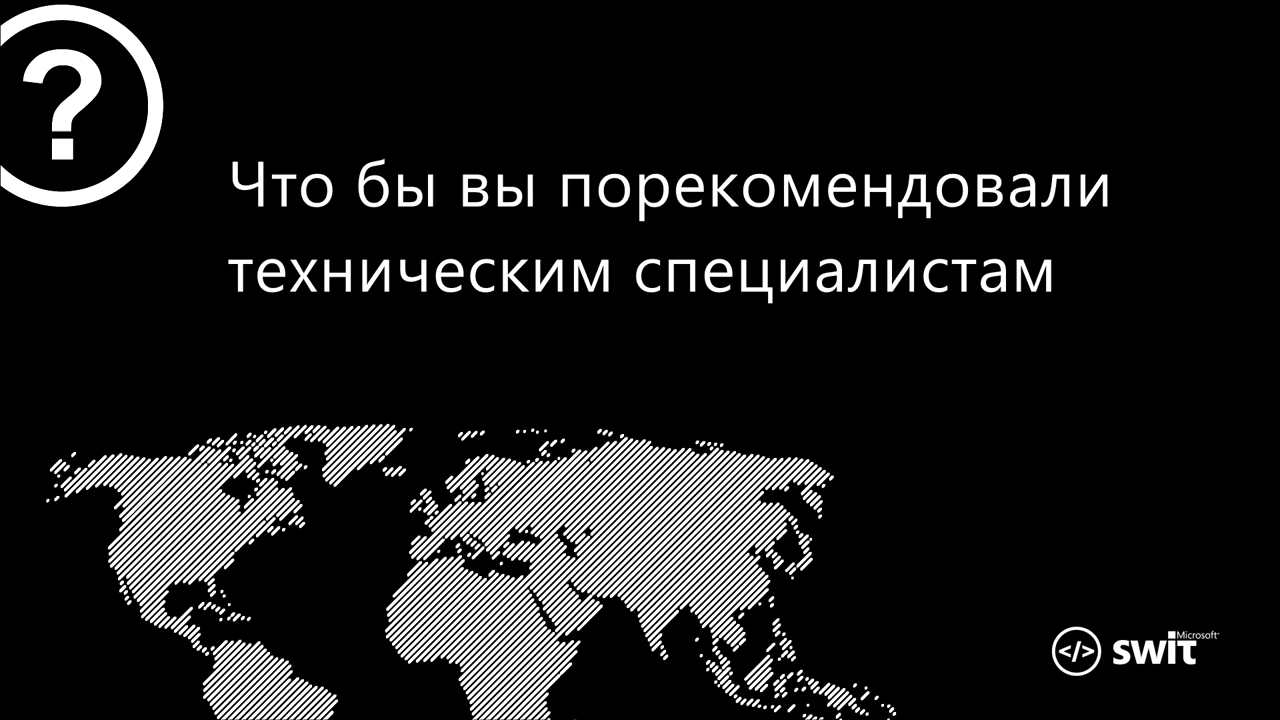 ?
Что бы вы порекомендовали
техническим специалистам
</> swit Microsoft